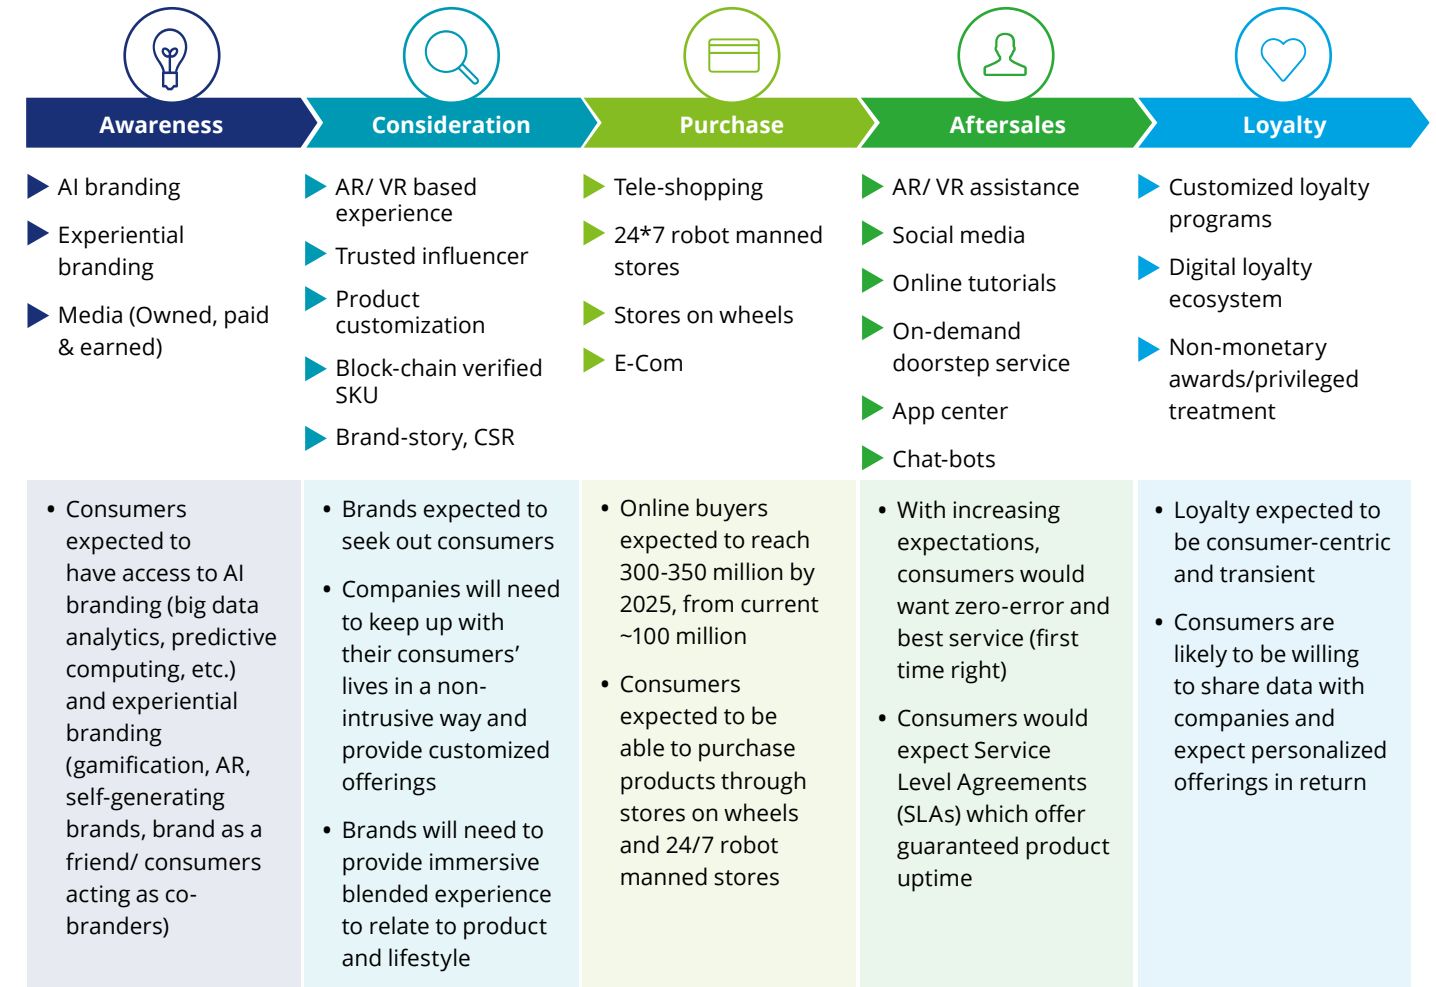 Awareness
Consideration
Purchase
Aftersales
Loyalty
AI branding
Experiential
branding
Media (Owned, paid
& earned)
AR/ VR based
experience
Trusted influencer
Product
customization
Block-chain verified
SKU
Brand-story, CSR
Tele-shopping
24*7 robot manned
stores
Stores on wheels
E-Com
AR/ VR assistance
Social media
Online tutorials
On-demand
doorstep service
App center
Chat-bots
Customized loyalty
programs
Digital loyalty
ecosystem
Non-monetary
awards/privileged
treatment
• Consumers
expected to
have access to AI
branding (big data
analytics, predictive
computing, etc.)
and experiential
branding
(gamification, AR,
self-generating
brands, brand as a
friend/ consumers
acting as co-
branders)
• Brands expected to
seek out consumers
• Companies will need
to keep up with
their consumers’
lives in a non-
intrusive way and
provide customized
offerings
• Brands will need to
provide immersive
blended experience
to relate to product
and lifestyle
• Online buyers
expected to reach
300-350 million by
2025, from current
~100 million
• Consumers
expected to be
able to purchase
products through
stores on wheels
and 24/7 robot
manned stores
• With increasing
expectations,
consumers would
want zero-error and
best service (first
time right)
• Consumers would
expect Service
Level Agreements
(SLAs) which offer
guaranteed product
uptime
• Loyalty expected to
be consumer-centric
and transient
• Consumers are
likely to be willing
to share data with
companies and
expect personalized
offerings in return